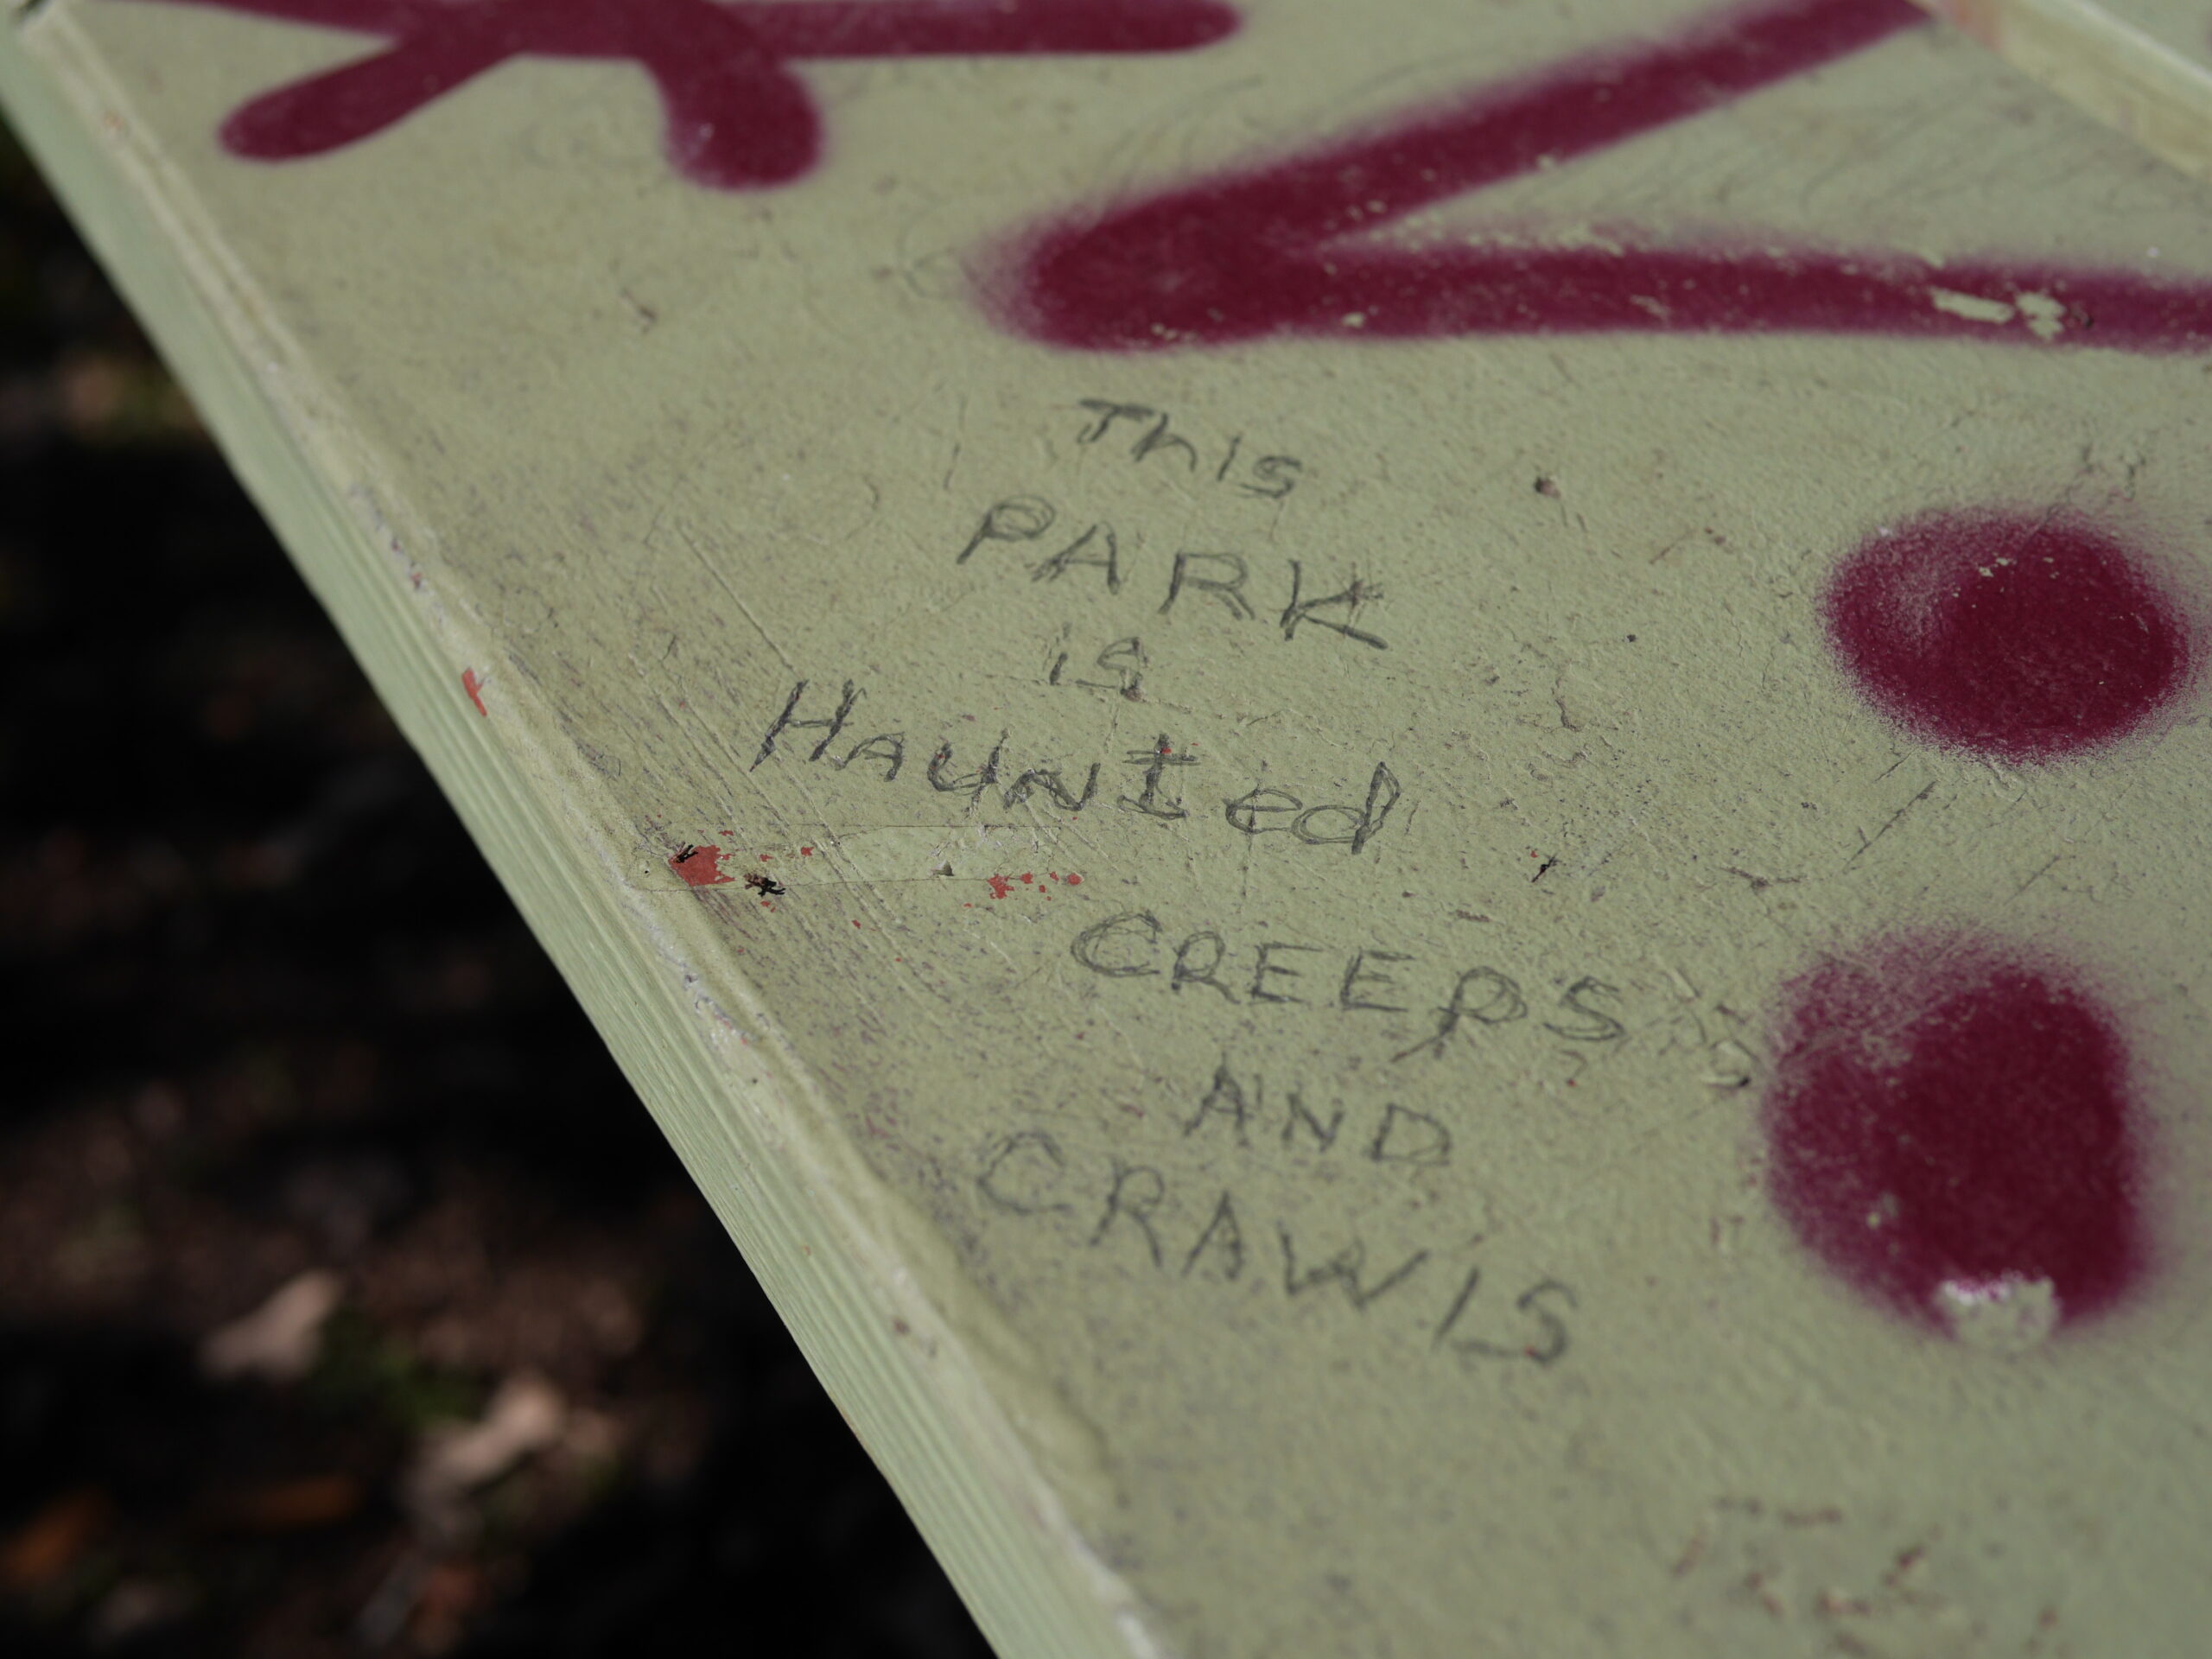 This
PARK
is
HAuNted
CREEPS
AND
CRAWlS